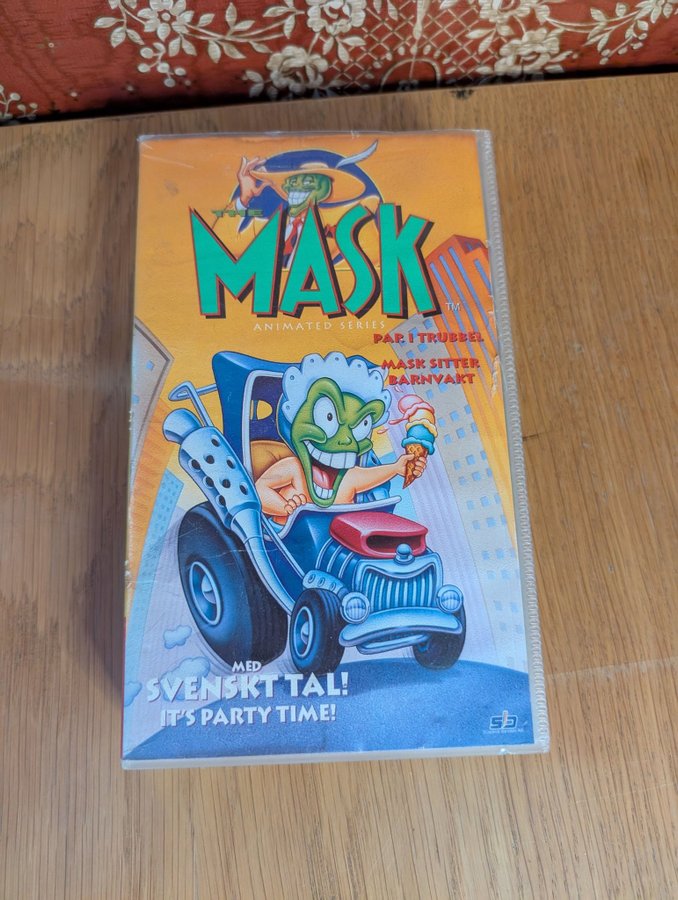 THE
MASK
TM
ANIMATED SERIES
PAP. I TRUBBEL
MASK SITTER
BARNVAKT
MED
SVENSKT TAL!
IT'S PARTY TIME!